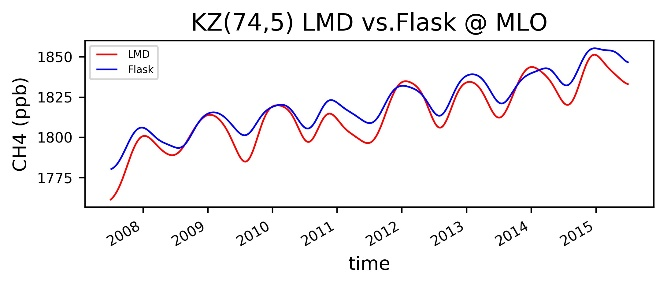 KZ(74,5) LMD vs.Flask @ MLO
LMD
Flask
CH4 (ppb)
1850
1825
1800
1775
2008 2009 2010 2011 2012 2013 2014 2015
time